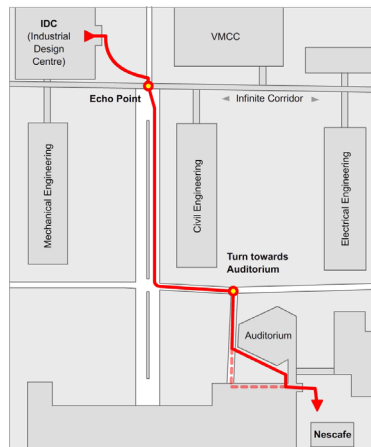 IDC
(Industrial
Design
Centre)
VMCC
Echo Point
Infinite Corridor
Mechanical Engineering
Civil Engineering
Electrical Engineering
Turn towards
Auditorium
Auditorium
Nescafe